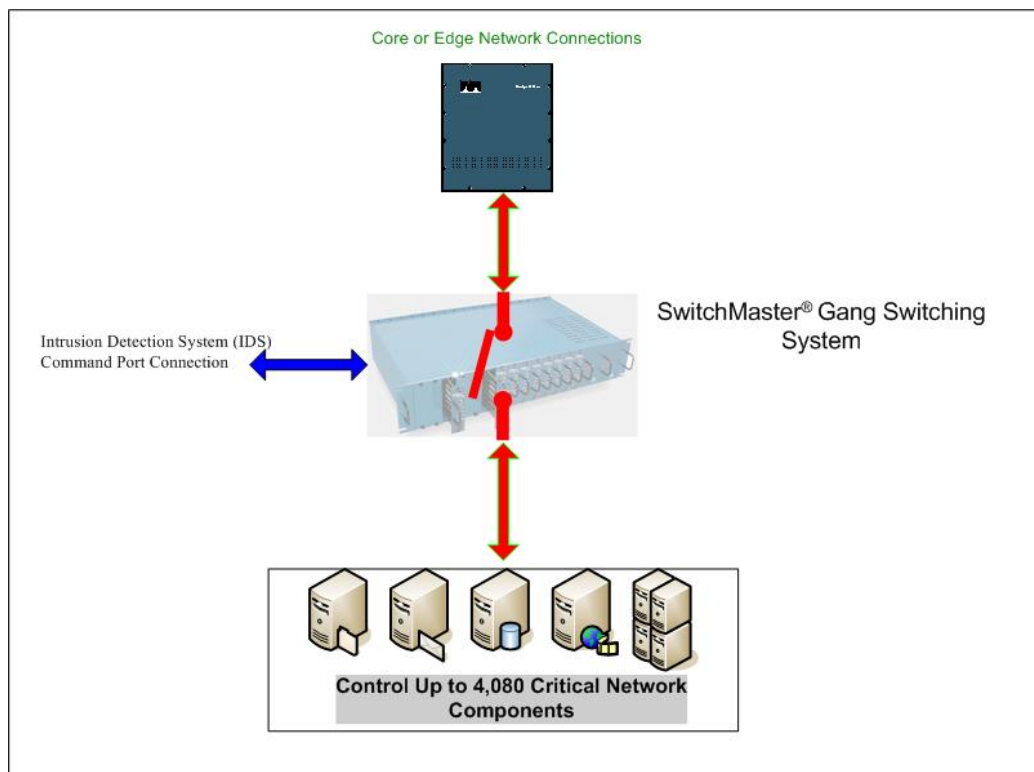 Core or Edge Network Connections
SwitchMaster® Gang Switching
System
Intrusion Detection System (IDS)
Command Port Connection
Control Up to 4,080 Critical Network
Components